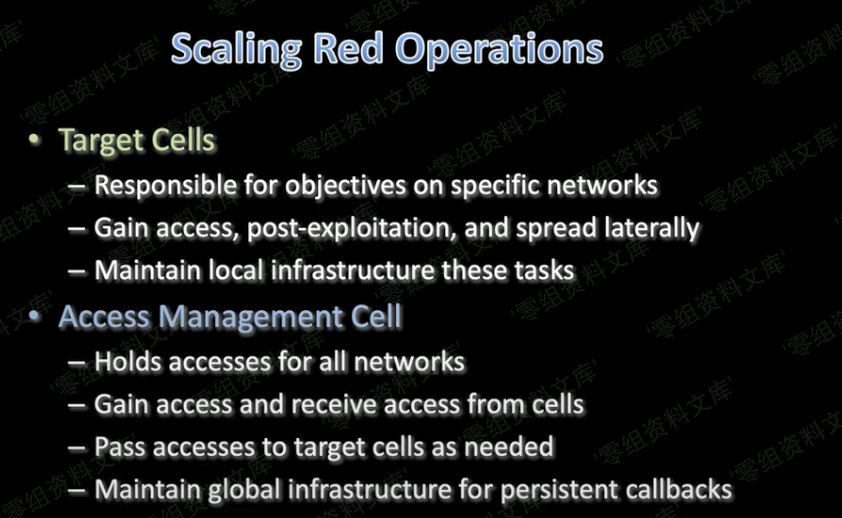 Scaling Red Operations
• Target Cells
– Responsible for objectives on specific networks
– Gain access, post-exploitation, and spread laterally
– Maintain local infrastructure these tasks
• Access Management Cell
– Holds accesses for all networks
– Gain access and receive access from cells
– Pass accesses to target cells as needed
– Maintain global infrastructure for persistent callbacks
'零组资料文库'